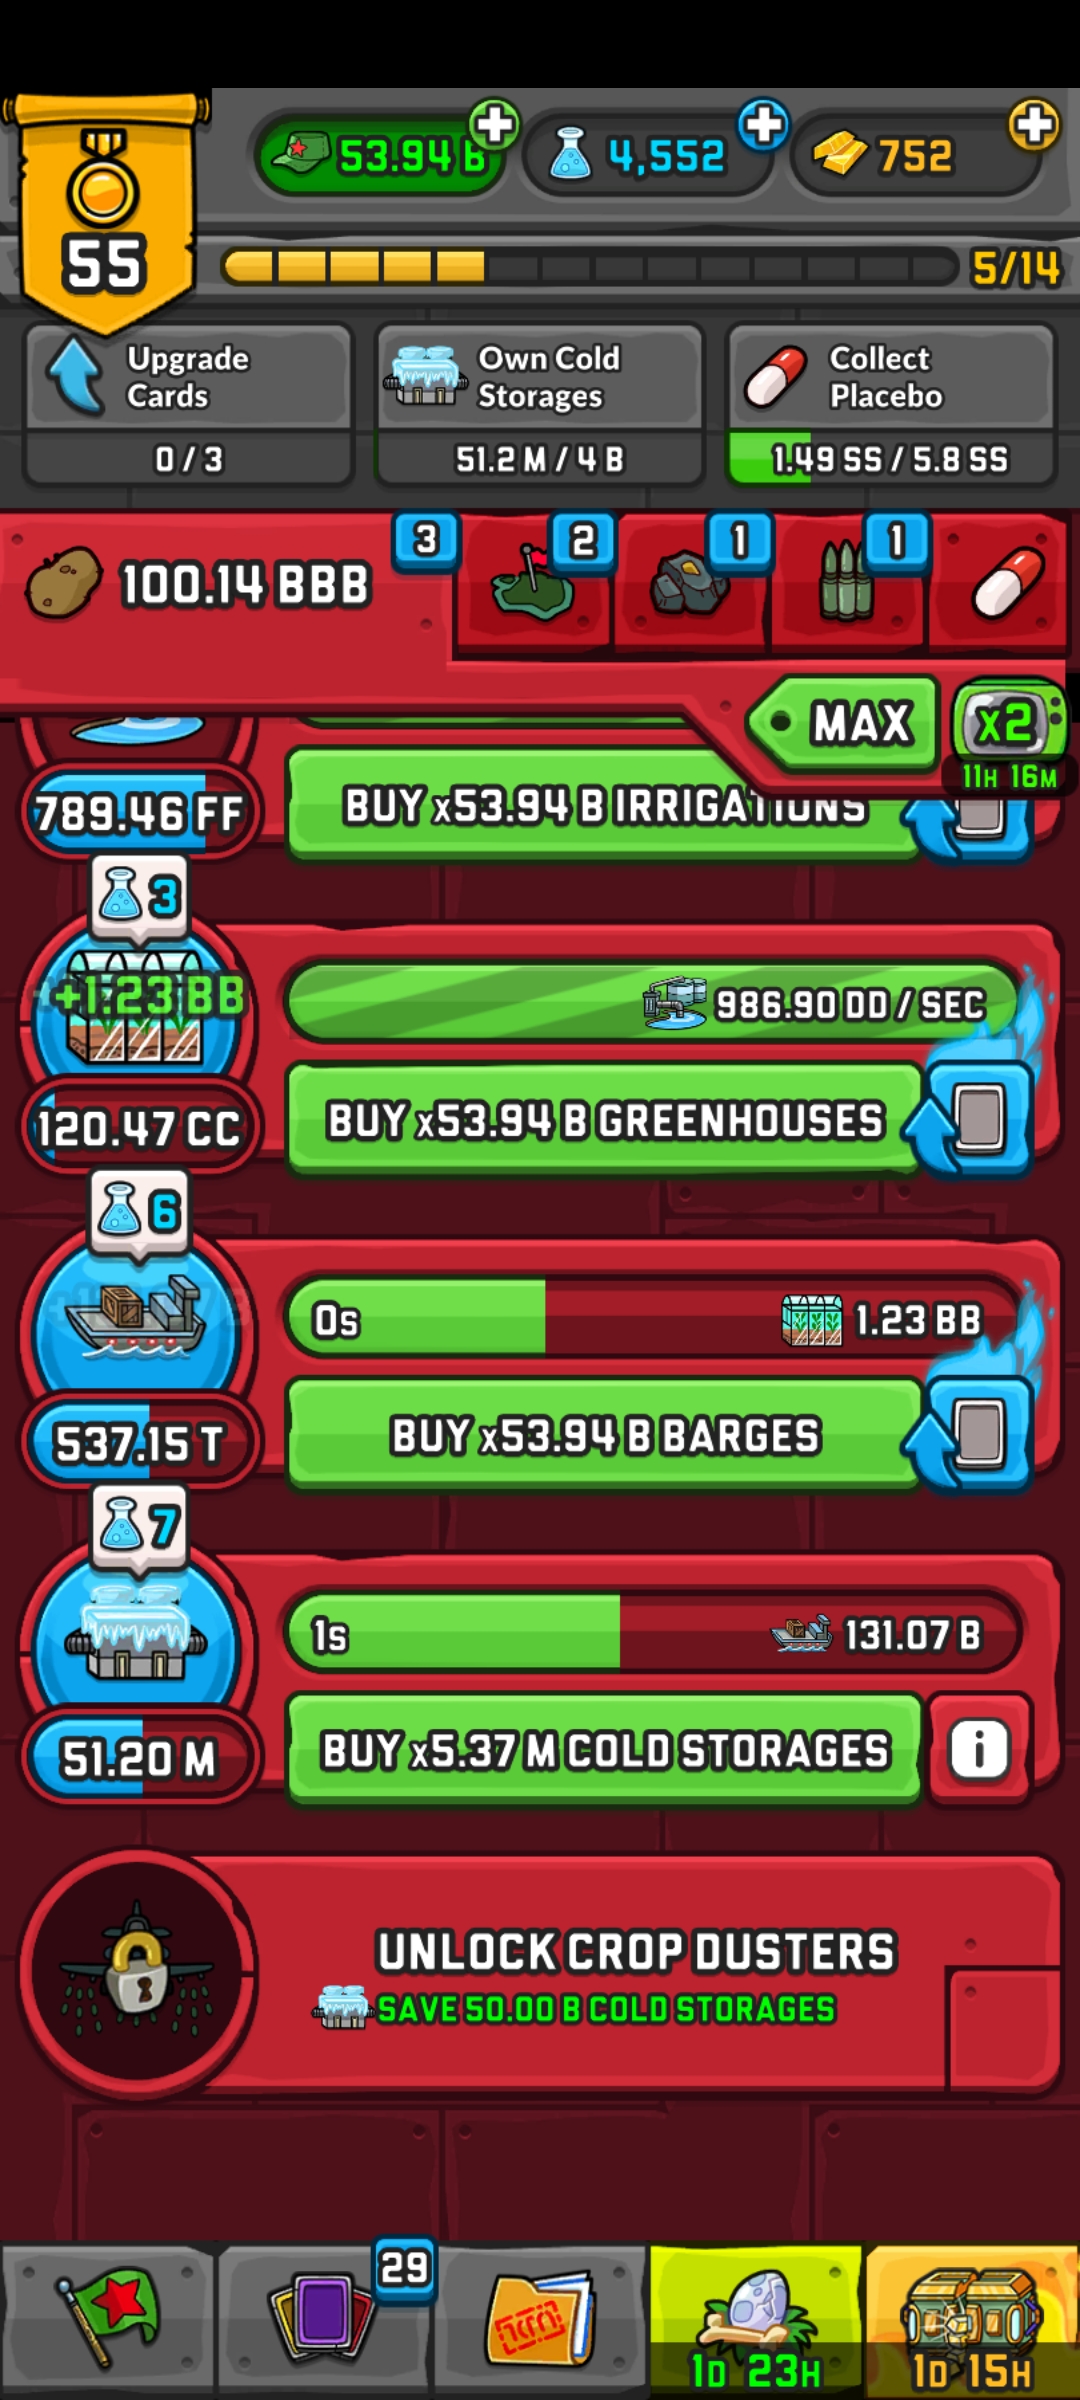 53.94 B
4,552
752
55
5/14
Upgrade
Cards
0 / 3
Own Cold
Storages
51.2 M / 4 B
Collect
Placebo
1.49 SS / 5.8 SS
100.14 BBB
3
2
1
1
MAX
x2
11H 16M
789.46 FF
BUY x53.94 B IRRIGATIONS
3
+1.23 BB
986.90 DD / SEC
120.47 CC
BUY x53.94 B GREENHOUSES
6
0s
1.23 BB
537.15 T
BUY x53.94 B BARGES
7
1s
131.07 B
51.20 M
BUY x5.37 M COLD STORAGES
i
UNLOCK CROP DUSTERS
SAVE 50.00 B COLD STORAGES
29
1D 23H
1D 15H